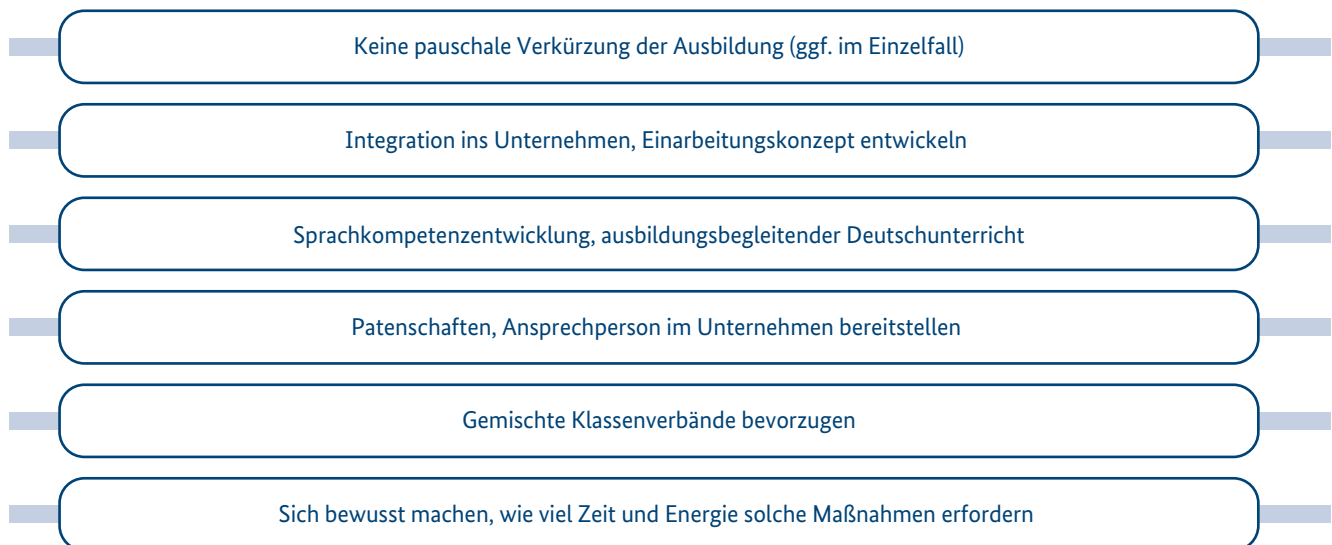 Keine pauschale Verkürzung der Ausbildung (ggf. im Einzelfall)
Integration ins Unternehmen, Einarbeitungskonzept entwickeln
Sprachkompetenzentwicklung, ausbildungsbegleitender Deutschunterricht
Patenschaften, Ansprechperson im Unternehmen bereitstellen
Gemischte Klassenverbände bevorzugen
Sich bewusst machen, wie viel Zeit und Energie solche Maßnahmen erfordern